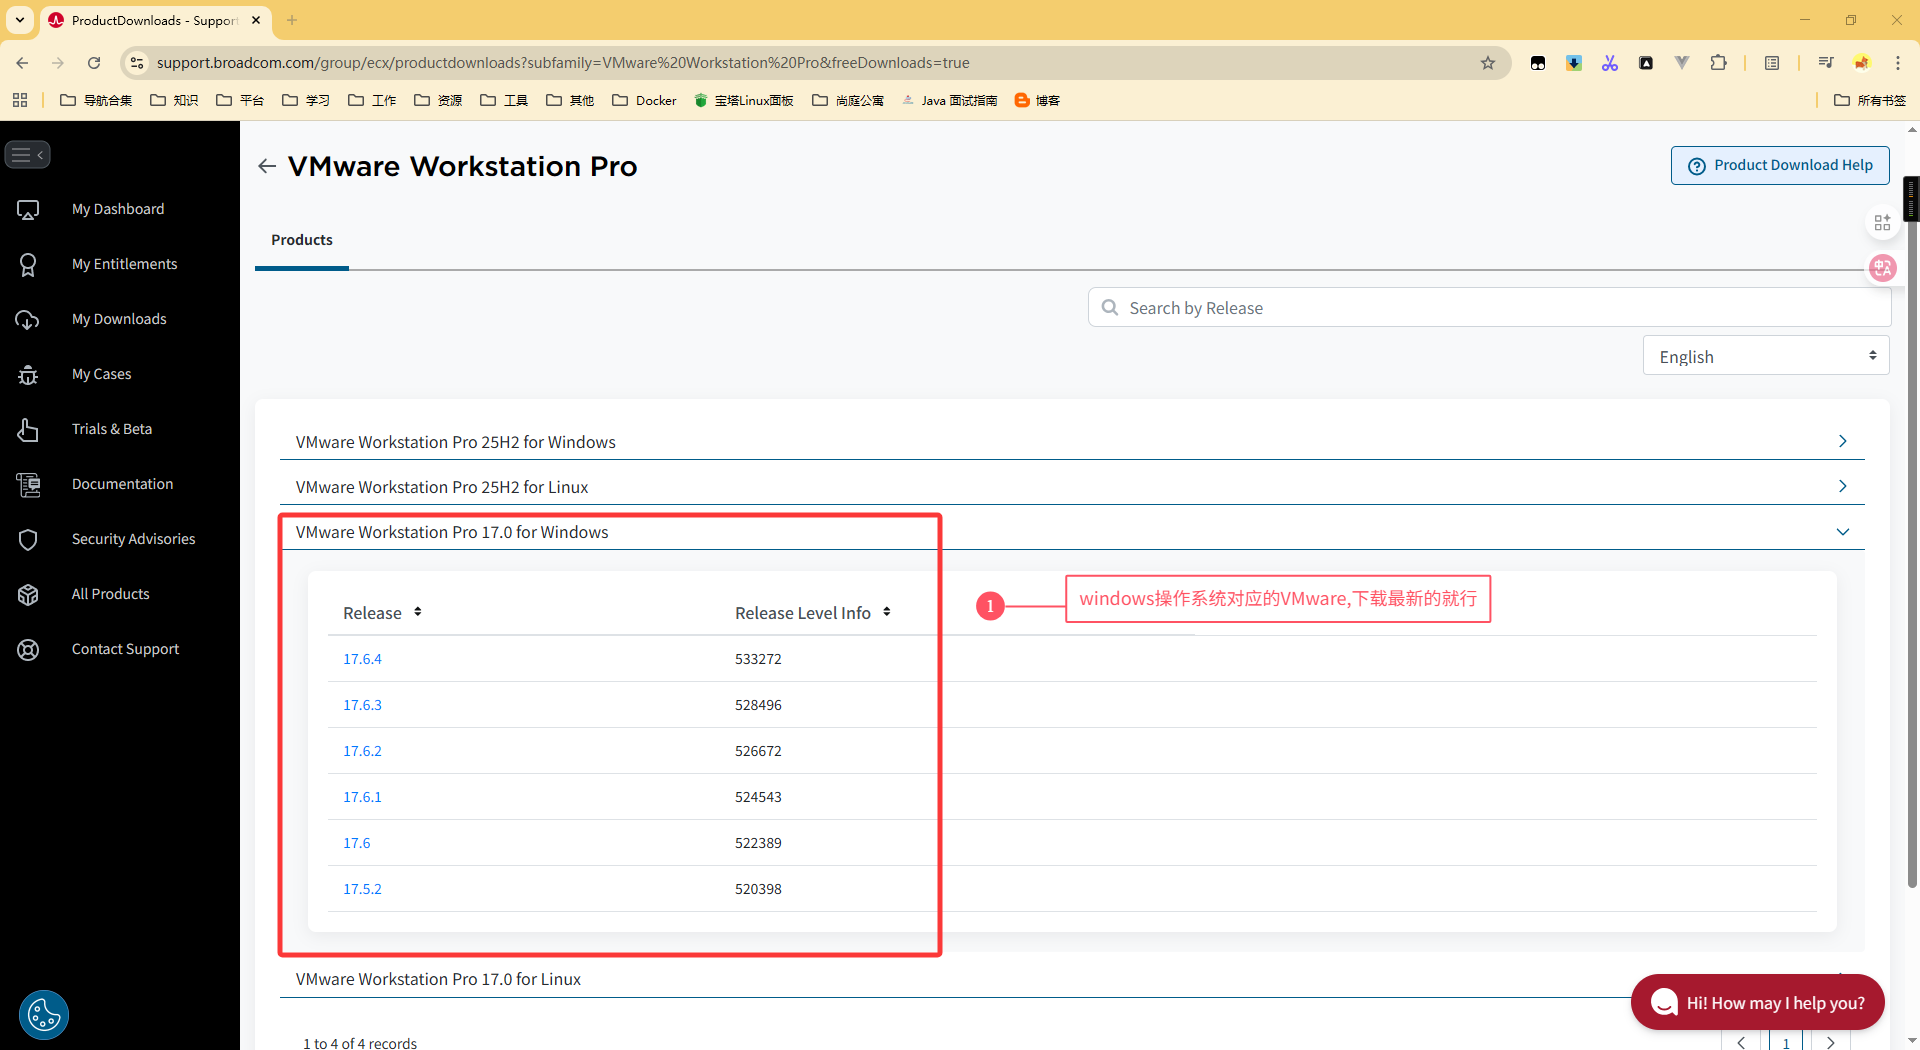 ProductDownloads - Support
support.broadcom.com/group/ecx/productdownloads?subfamily=VMware%20Workstation%20Pro&freeDownloads=true
导航合集 知识 平台 学习 工作 资源 工具 其他 Docker 宝塔Linux面板 尚庭公寓 Java 面试指南 博客 所有书签
VMware Workstation Pro
Product Download Help
My Dashboard
My Entitlements
My Downloads
My Cases
Trials & Beta
Documentation
Security Advisories
All Products
Contact Support
Products
Search by Release
English
VMware Workstation Pro 25H2 for Windows
VMware Workstation Pro 25H2 for Linux
VMware Workstation Pro 17.0 for Windows
1 windows操作系统对应的VMware,下载最新的就行
Release Release Level Info
17.6.4 533272
17.6.3 528496
17.6.2 526672
17.6.1 524543
17.6 522389
17.5.2 520398
VMware Workstation Pro 17.0 for Linux
Hi! How may I help you?
1 to 4 of 4 records
1